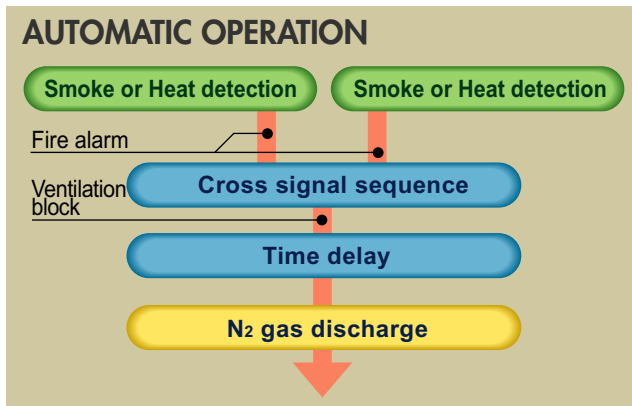 AUTOMATIC OPERATION
Smoke or Heat detection
Smoke or Heat detection
Fire alarm
Cross signal sequence
Ventilation
block
Time delay
N2 gas discharge